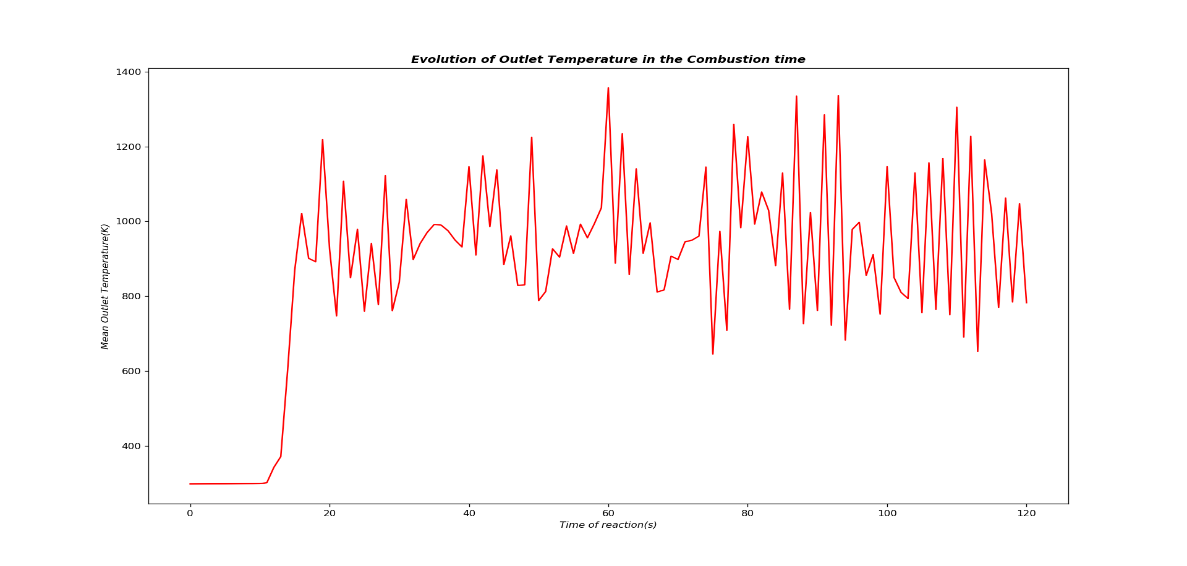 Evolution of Outlet Temperature in the Combustion time
Mean Outlet Temperature(K)
1400
1200
1000
800
600
400
0 20 40 60 80 100 120
Time of reaction(s)